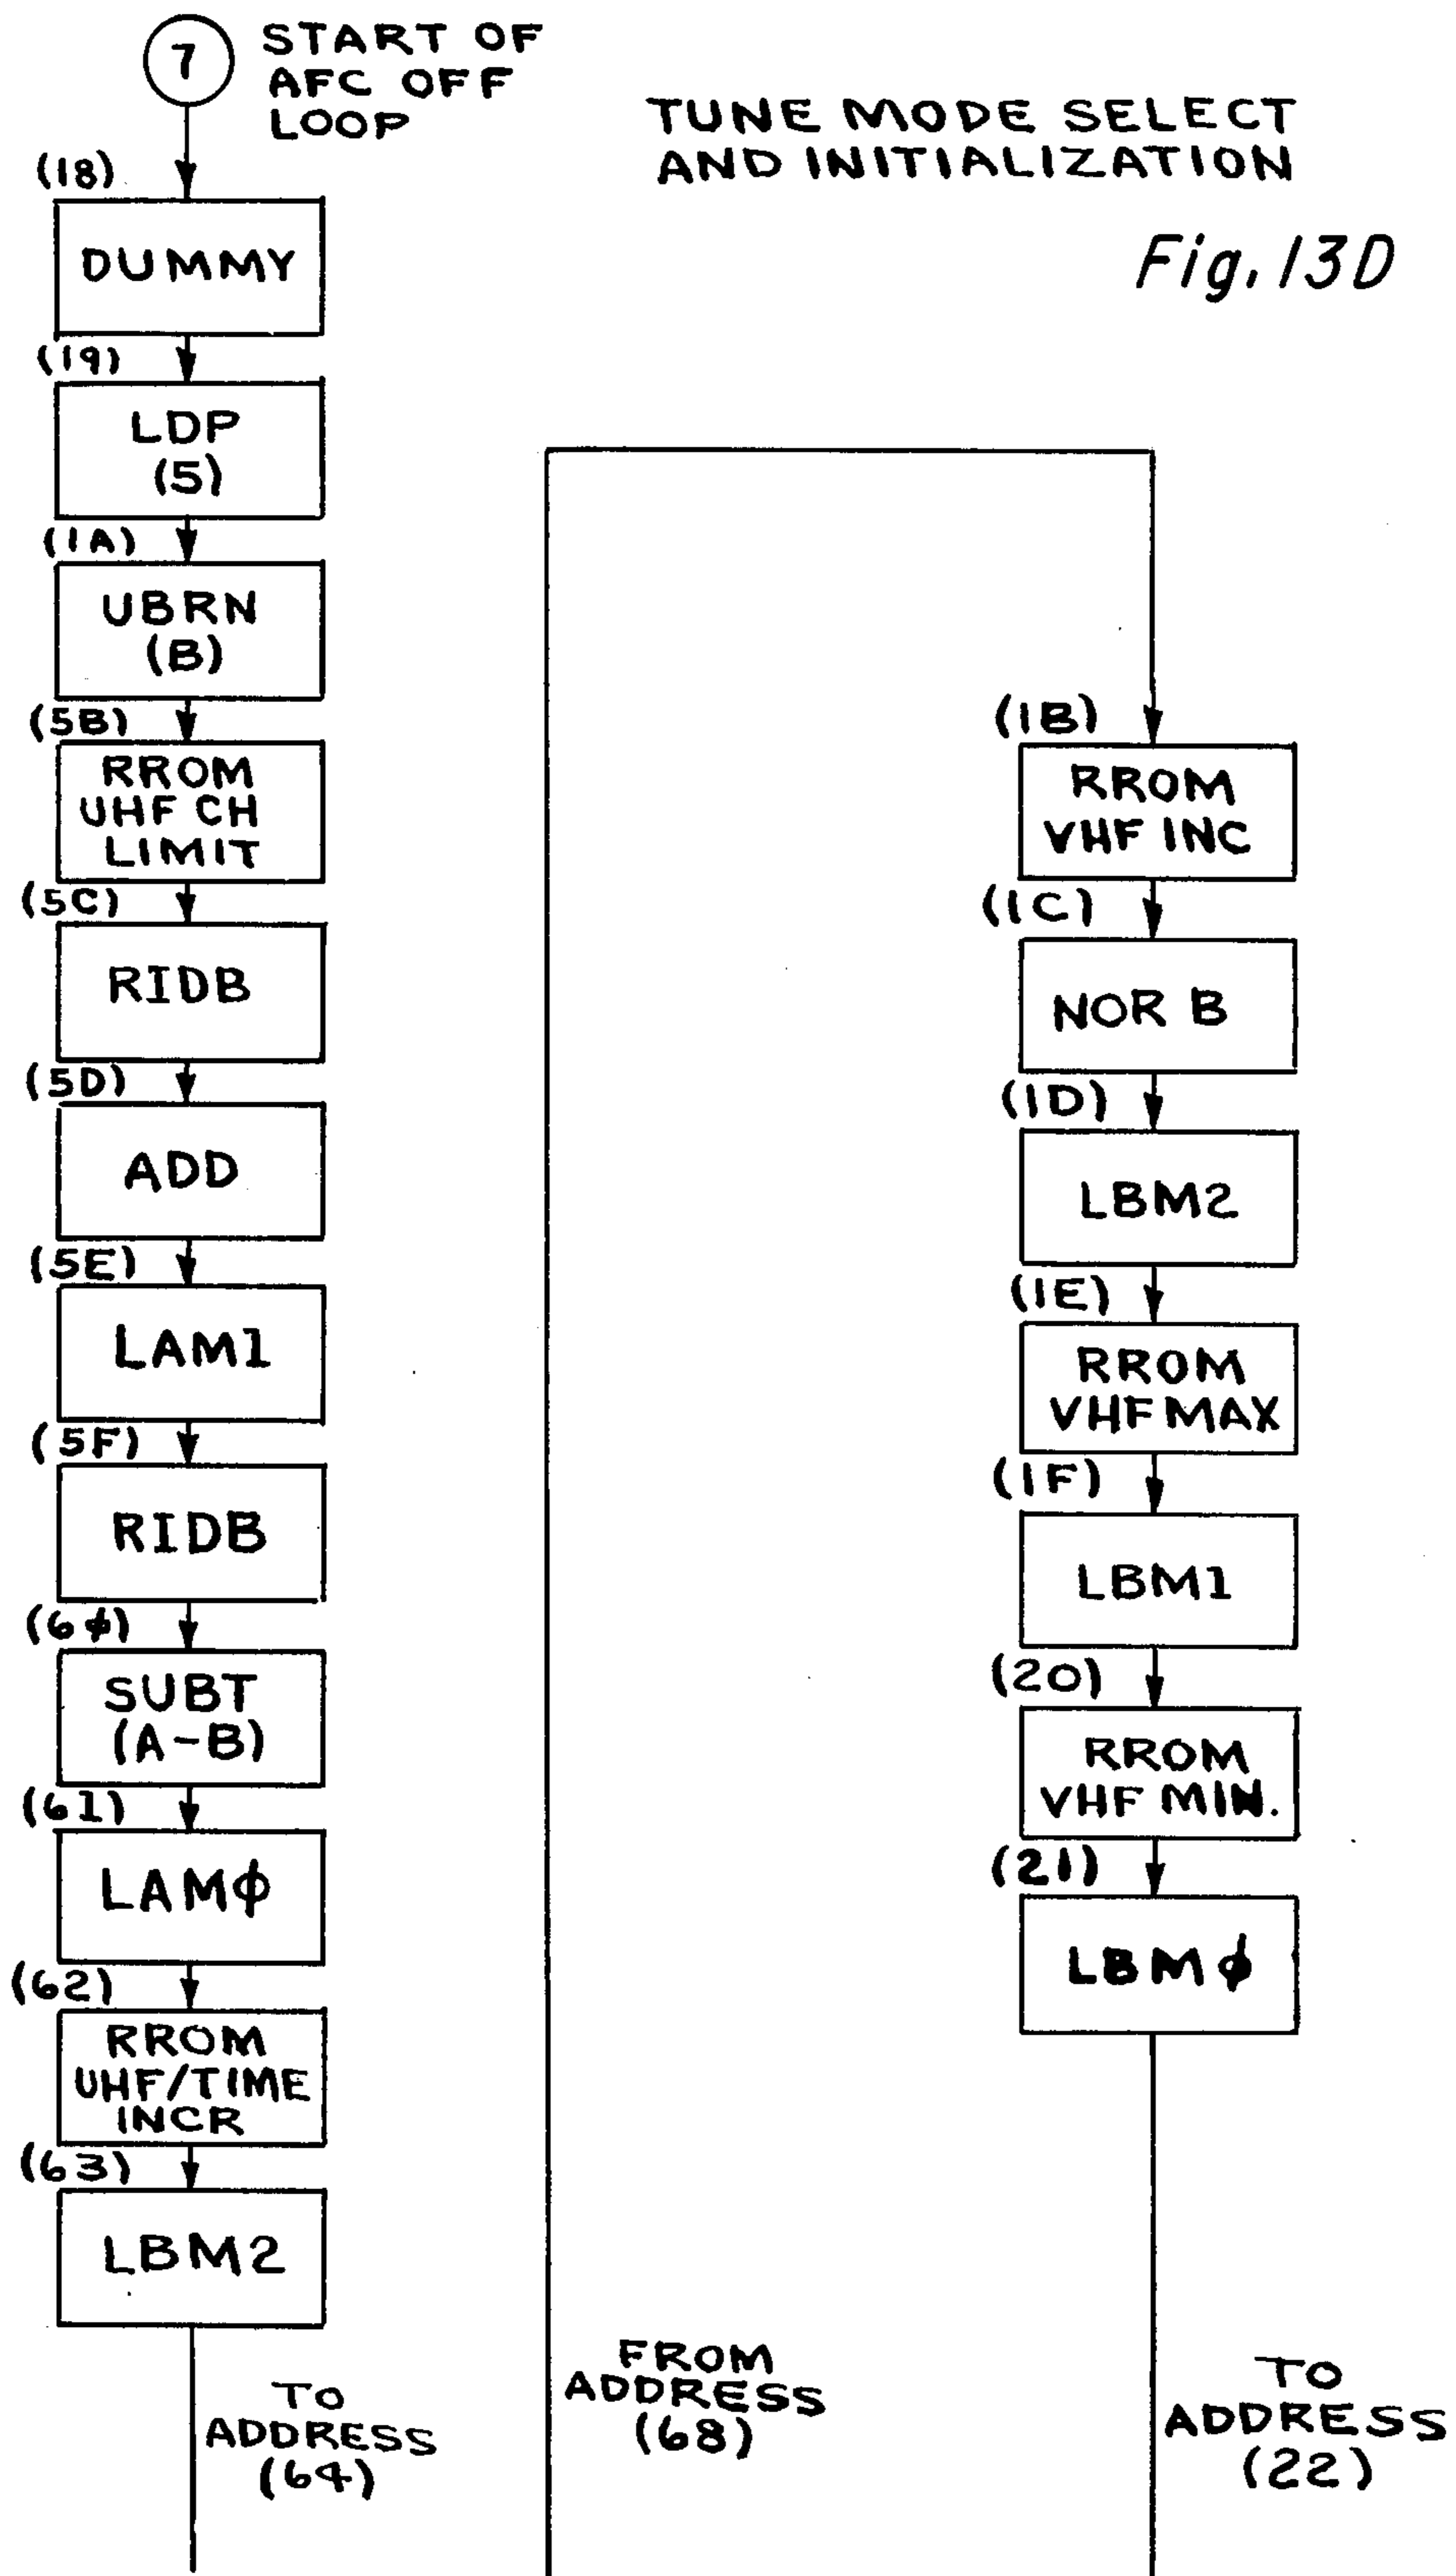 7
START OF
AFC OFF
LOOP
TUNE MODE SELECT
AND INITIALIZATION
Fig. 13D
(18)
DUMMY
(19)
LDP
(5)
(1A)
UBRN
(B)
(5B)
RROM
UHF CH
LIMIT
(5C)
RIDB
(5D)
ADD
(5E)
LAM1
(5F)
RIDB
(6ϕ)
SUBT
(A-B)
(61)
LAMϕ
(62)
RROM
UHF/TIME
INCR
(63)
LBM2
TO
ADDRESS
(64)
FROM
ADDRESS
(68)
(1B)
RROM
VHF INC
(1C)
NOR B
(1D)
LBM2
(1E)
RROM
VHF MAX
(1F)
LBM1
(20)
RROM
VHF MIN.
(21)
LBMϕ
TO
ADDRESS
(22)